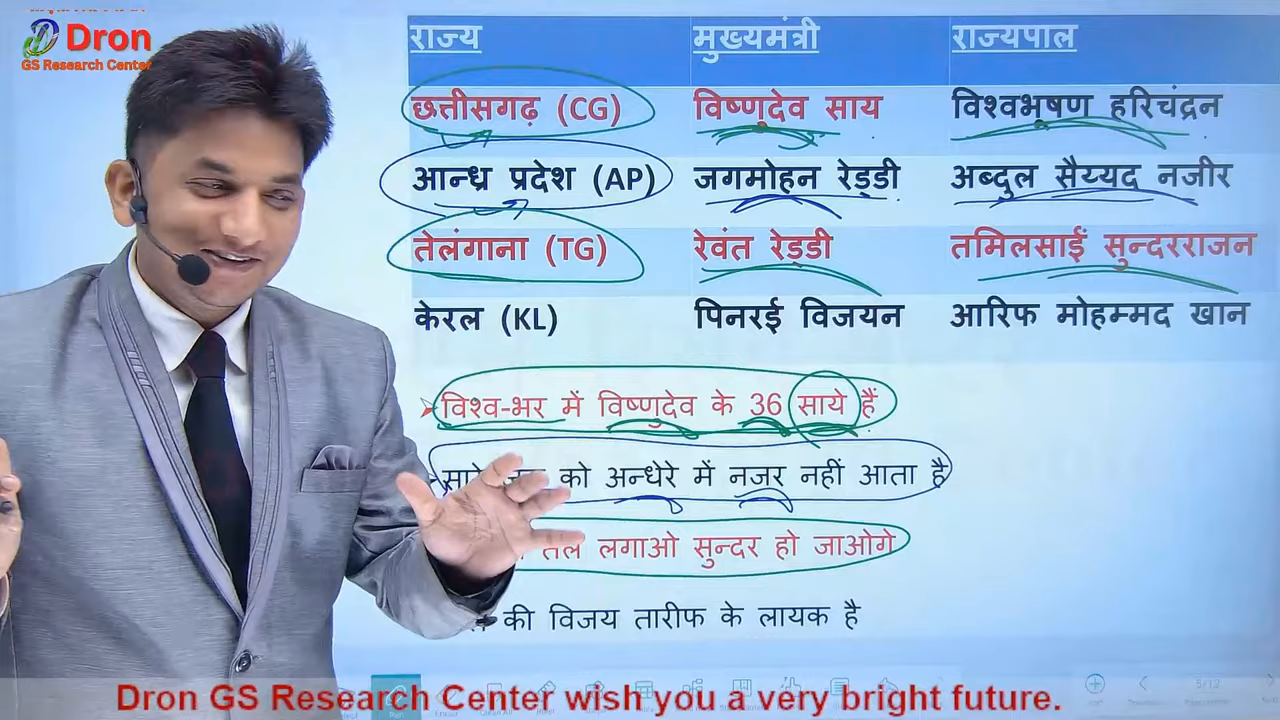 Dron
GS Research Center
राज्य मुख्यमंत्री राज्यपाल
छत्तीसगढ़ (CG) विष्णुदेव साय विश्वभूषण हरिचंद्रन
आन्ध्र प्रदेश (AP) जगमोहन रेड्डी अब्दुल सैय्यद नजीर
तेलंगाना (TG) रेवंत रेड्डी तमिलसाईं सुन्दरराजन
केरल (KL) पिनरई विजयन आरिफ मोहम्मद खान
विश्व-भर में विष्णुदेव के 36 साये हैं
को अन्धेरे में नजर नहीं आता है
तेल लगाओ सुन्दर हो जाओगे
की विजय तारीफ के लायक है
5/12
Dron GS Research Center wish you a very bright future.